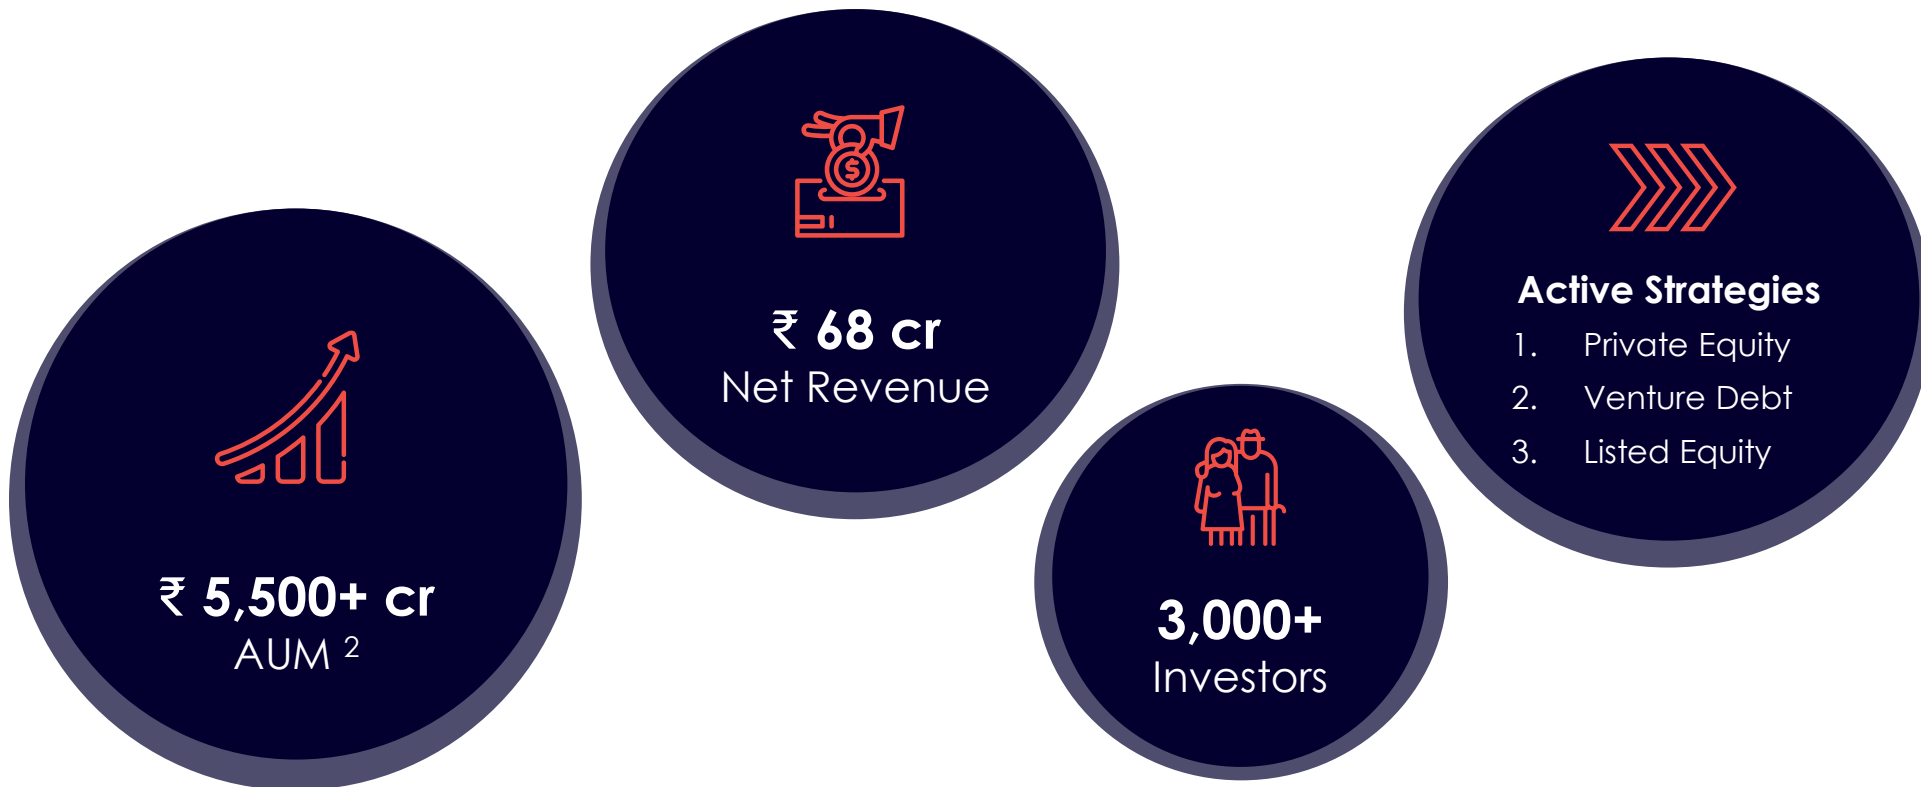 ₹ 5,500+ cr
AUM ²
₹ 68 cr
Net Revenue
3,000+
Investors
Active Strategies
1. Private Equity
2. Venture Debt
3. Listed Equity